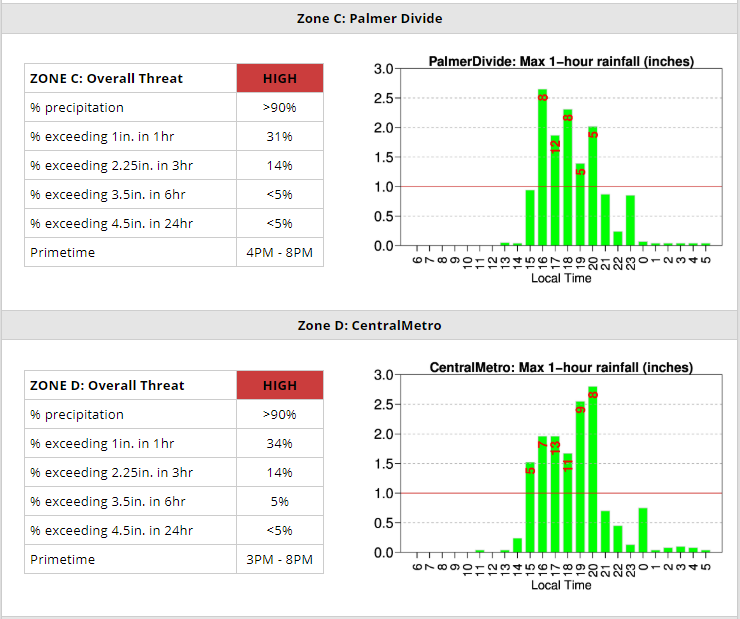 Zone C: Palmer Divide
ZONE C: Overall Threat HIGH
% precipitation >90%
% exceeding 1in. in 1hr 31%
% exceeding 2.25in. in 3hr 14%
% exceeding 3.5in. in 6hr <5%
% exceeding 4.5in. in 24hr <5%
Primetime 4PM - 8PM
PalmerDivide: Max 1-hour rainfall (inches)
3.0
2.5
2.0
1.5
1.0
0.5
0.0
8 12 8 5 5
6 7 8 9 10 11 12 13 14 15 16 17 18 19 20 21 22 23 0 1 2 3 4 5
Local Time
Zone D: CentralMetro
ZONE D: Overall Threat HIGH
% precipitation >90%
% exceeding 1in. in 1hr 34%
% exceeding 2.25in. in 3hr 14%
% exceeding 3.5in. in 6hr 5%
% exceeding 4.5in. in 24hr <5%
Primetime 3PM - 8PM
CentralMetro: Max 1-hour rainfall (inches)
3.0
2.5
2.0
1.5
1.0
0.5
0.0
5 7 13 11 9 8
6 7 8 9 10 11 12 13 14 15 16 17 18 19 20 21 22 23 0 1 2 3 4 5
Local Time